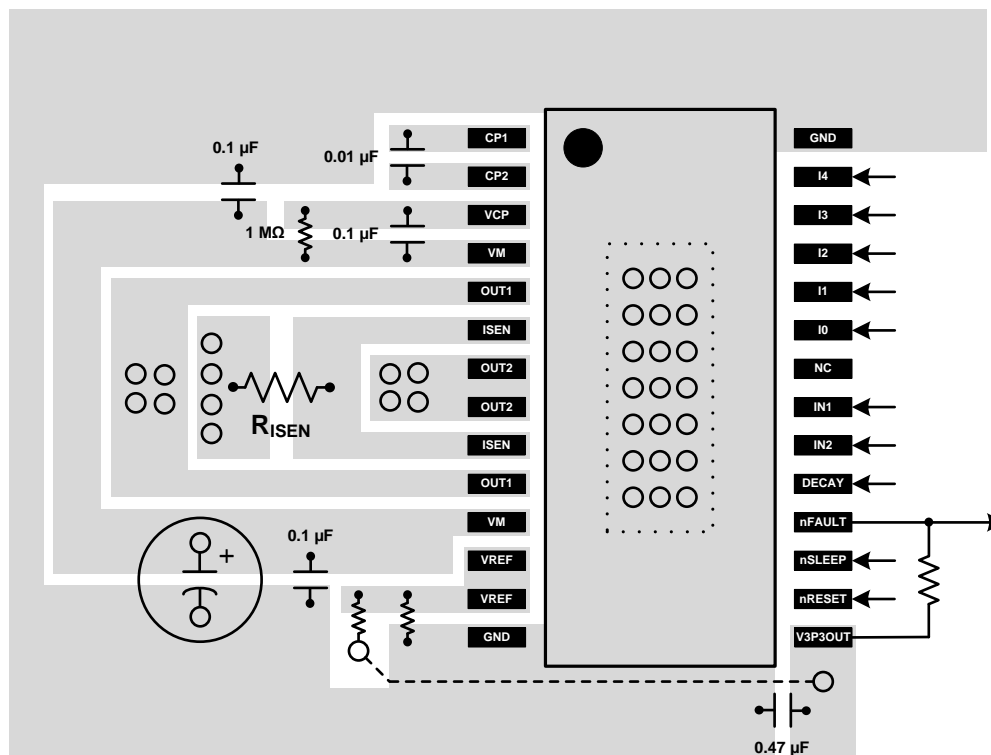 CP1
GND
0.1 µF
0.01 µF
CP2
I4
VCP
I3
1 MΩ
0.1 µF
VM
I2
OUT1
I1
ISEN
I0
OUT2
NC
RISEN
OUT2
IN1
ISEN
IN2
OUT1
DECAY
VM
nFAULT
0.1 µF
+
VREF
nSLEEP
VREF
nRESET
GND
V3P3OUT
0.47 µF